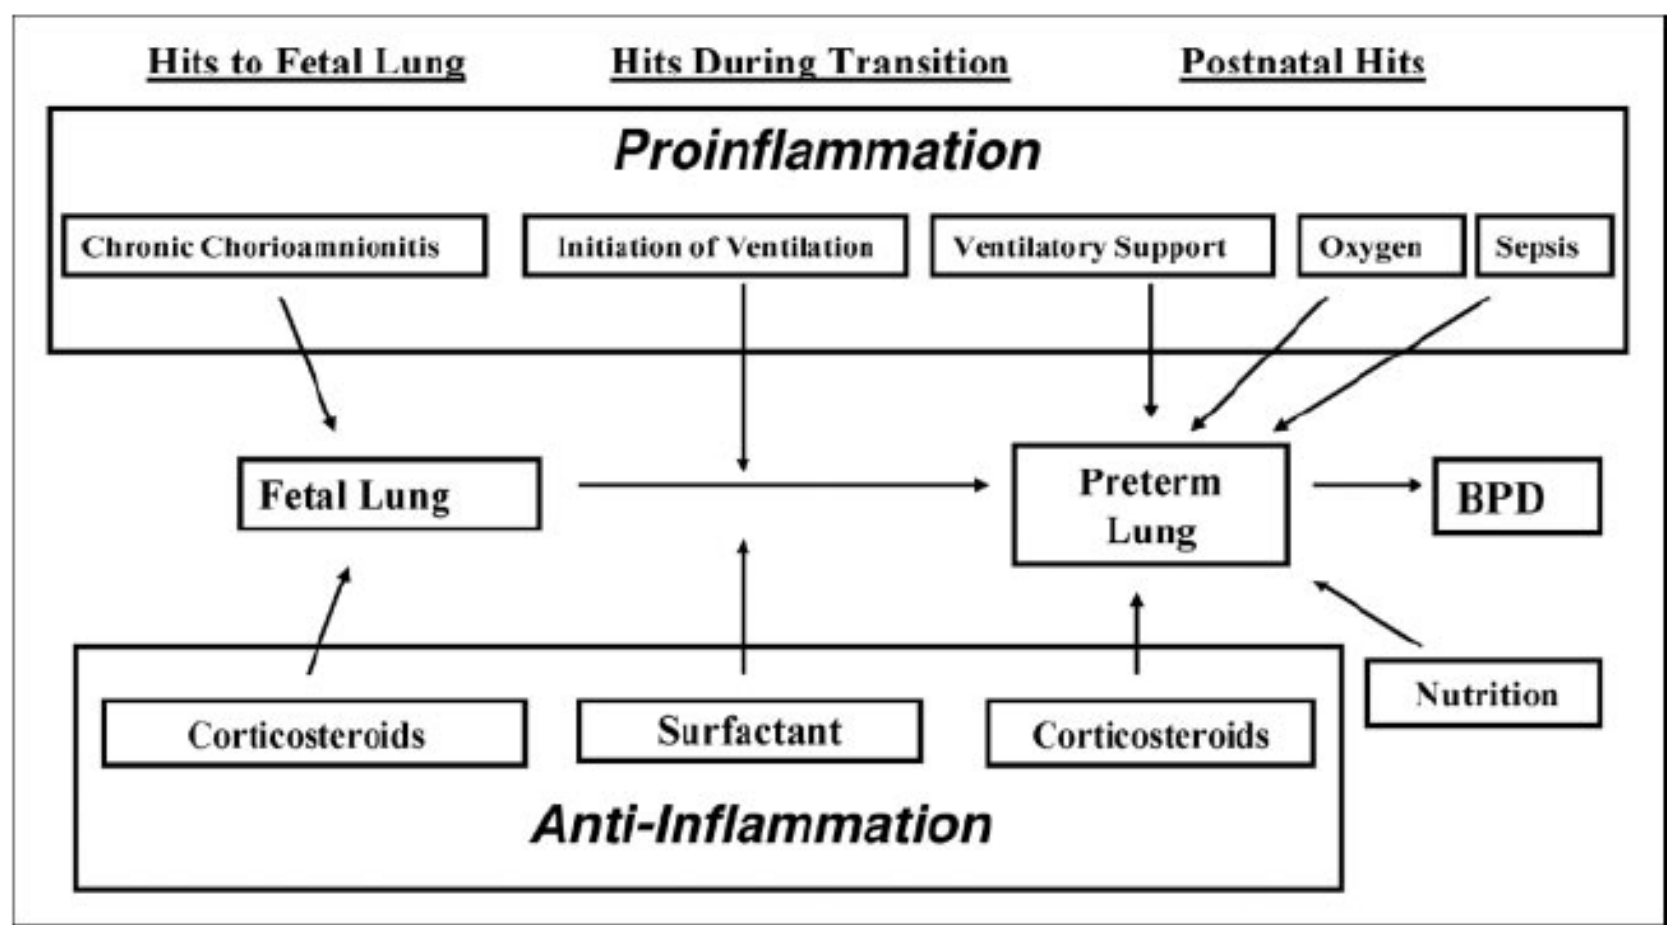 Hits to Fetal Lung
Hits During Transition
Postnatal Hits
Proinflammation
Chronic Chorioamnionitis
Initiation of Ventilation
Ventilatory Support
Oxygen
Sepsis
Fetal Lung
Preterm
Lung
BPD
Nutrition
Corticosteroids
Surfactant
Corticosteroids
Anti-Inflammation